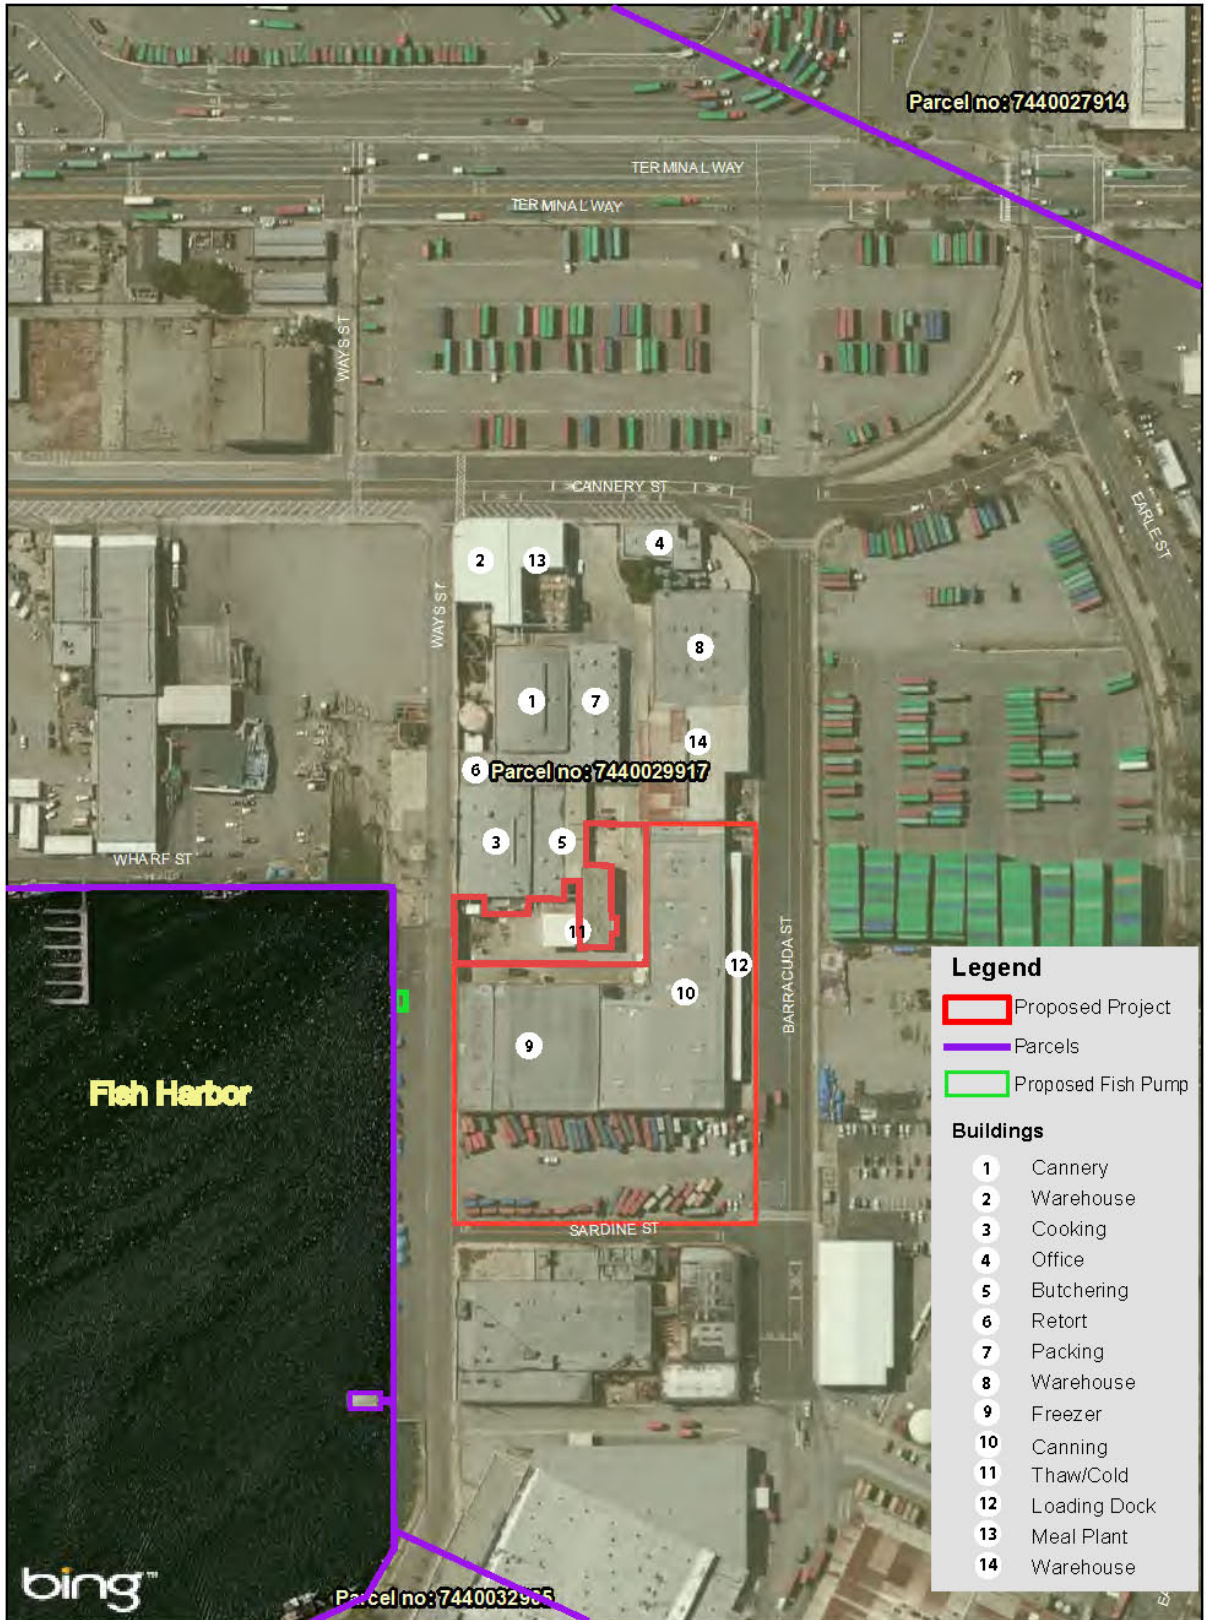 Parcel no: 7440027914
TERMINAL WAY
TERMINAL WAY
WAYS ST
CANNERY ST
EARLE ST
2
13
4
WAYS ST
8
1
7
14
6
Parcel no: 7440029917
3
5
WHARF ST
11
12
10
BARRACUDA ST
9
Fish Harbor
SARDINE ST
Legend
Proposed Project
Parcels
Proposed Fish Pump
Buildings
1 Cannery
2 Warehouse
3 Cooking
4 Office
5 Butchering
6 Retort
7 Packing
8 Warehouse
9 Freezer
10 Canning
11 Thaw/Cold
12 Loading Dock
13 Meal Plant
14 Warehouse
bing™